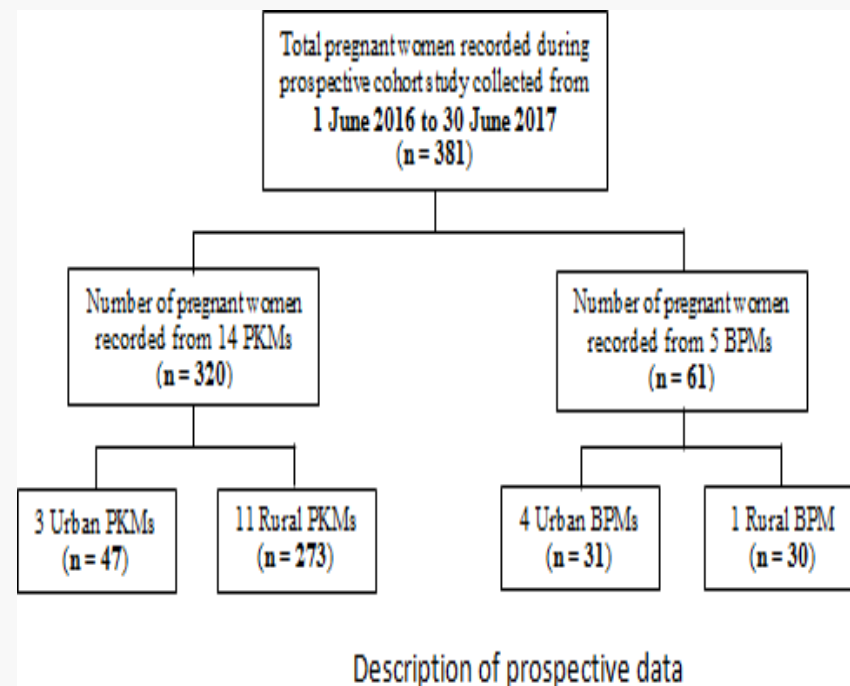 Total pregnant women recorded during
prospective cohort study collected from
1 June 2016 to 30 June 2017
(n = 381)
Number of pregnant women
recorded from 14 PKMs
(n = 320)
Number of pregnant women
recorded from 5 BPMs
(n = 61)
3 Urban PKMs
(n = 47)
11 Rural PKMs
(n = 273)
4 Urban BPMs
(n = 31)
1 Rural BPM
(n = 30)
Description of prospective data